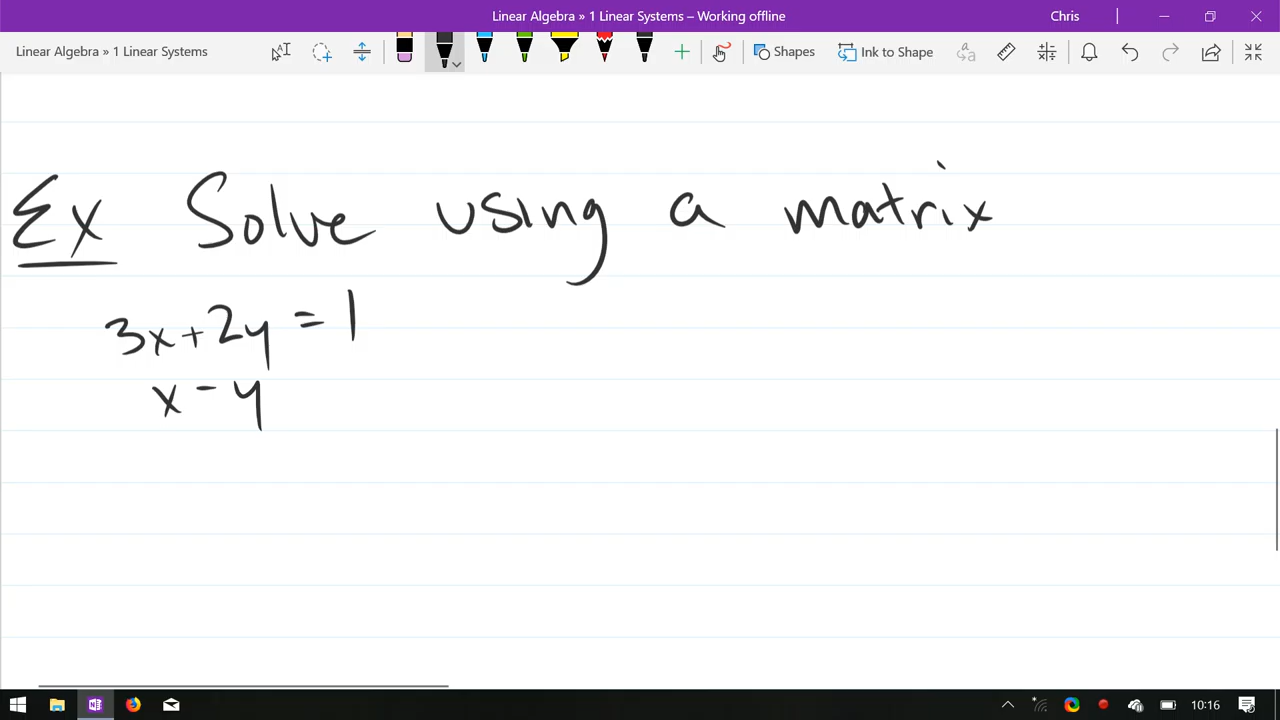 Linear Algebra » 1 Linear Systems – Working offline
Chris
Linear Algebra » 1 Linear Systems
Shapes
Ink to Shape
Ex Solve using a matrix
3x+2y = 1
x - y
10:16